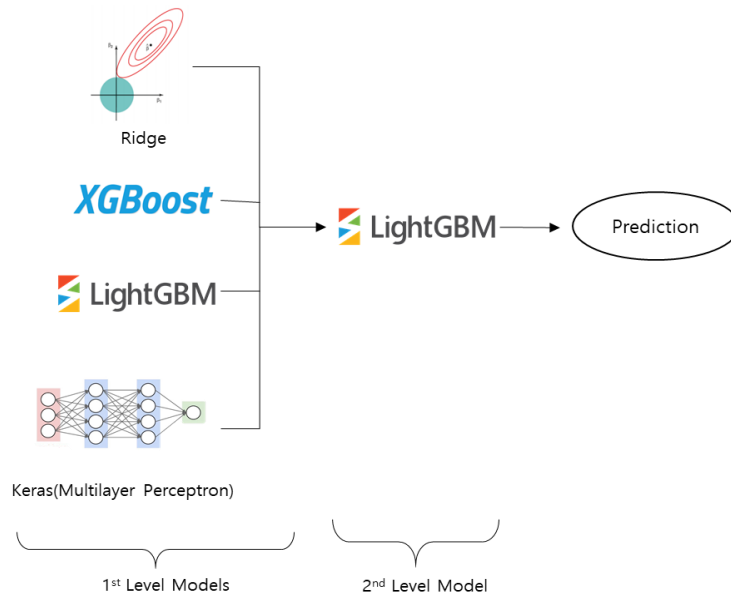 Ridge
XGBoost
LightGBM
LightGBM
Prediction
Keras(Multilayer Perceptron)
1st Level Models
2nd Level Model